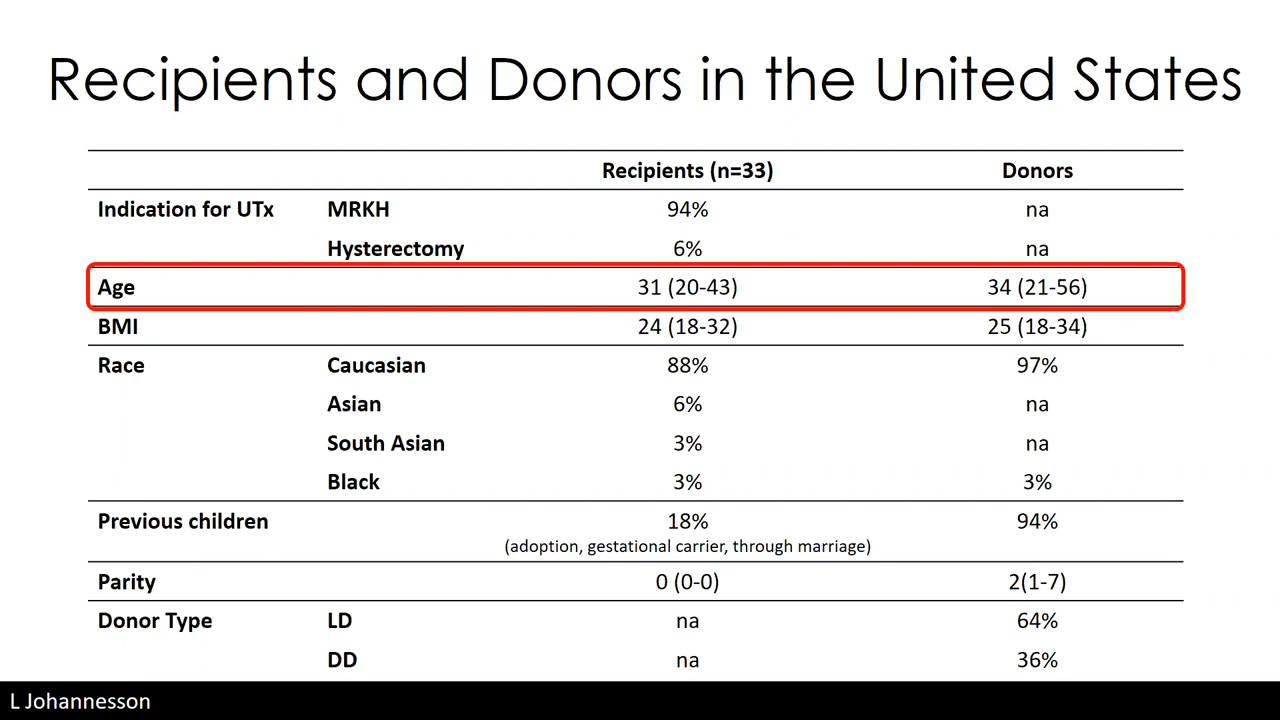 Recipients and Donors in the United States
Recipients (n=33) Donors
Indication for UTx MRKH 94% na
Hysterectomy 6% na
Age 31 (20-43) 34 (21-56)
BMI 24 (18-32) 25 (18-34)
Race Caucasian 88% 97%
Asian 6% na
South Asian 3% na
Black 3% 3%
Previous children 18% 94%
(adoption, gestational carrier, through marriage)
Parity 0 (0-0) 2(1-7)
Donor Type LD na 64%
DD na 36%
L Johannesson